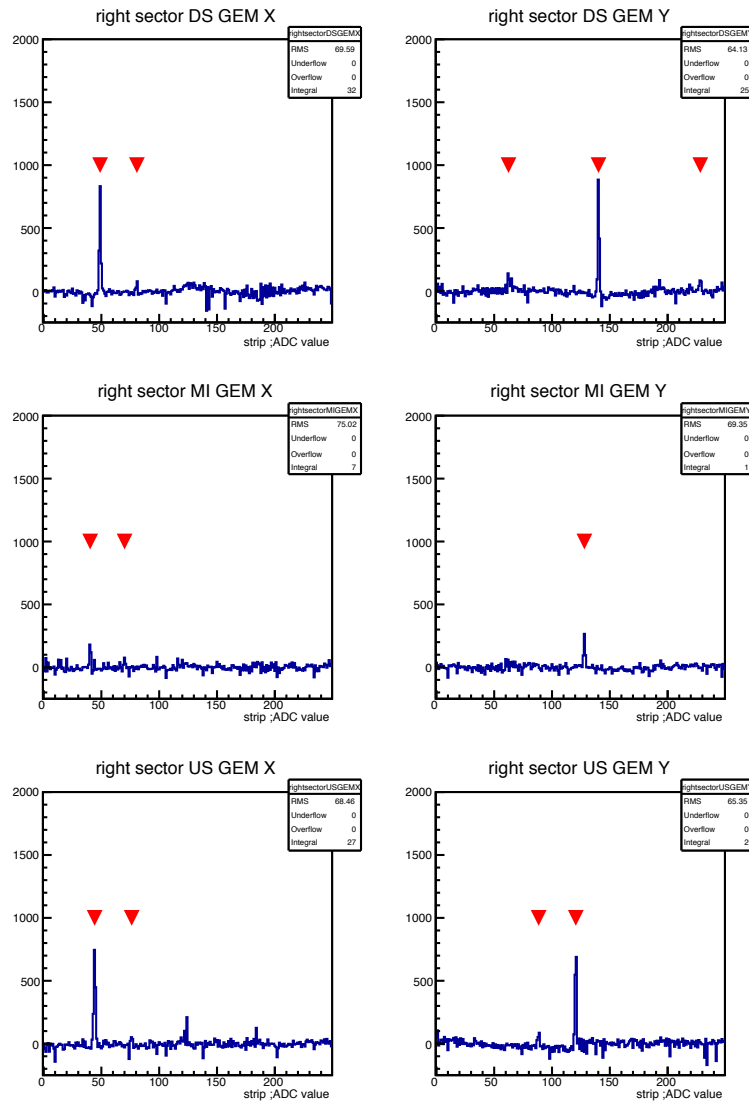 right sector DS GEM X
rightsectorDSGEMX
RMS 69.59
Underflow 0
Overflow 0
Integral 32
2000
1500
1000
500
0
0 50 100 150 200
strip ;ADC value
right sector DS GEM Y
rightsectorDSGEMY
RMS 64.13
Underflow 0
Overflow 0
Integral 25
2000
1500
1000
500
0
0 50 100 150 200
strip ;ADC value
right sector MI GEM X
rightsectorMIGEMX
RMS 75.02
Underflow 0
Overflow 0
Integral 7
2000
1500
1000
500
0
0 50 100 150 200
strip ;ADC value
right sector MI GEM Y
rightsectorMIGEMY
RMS 69.35
Underflow 0
Overflow 0
Integral 1
2000
1500
1000
500
0
0 50 100 150 200
strip ;ADC value
right sector US GEM X
rightsectorUSGEMX
RMS 68.46
Underflow 0
Overflow 0
Integral 27
2000
1500
1000
500
0
0 50 100 150 200
strip ;ADC value
right sector US GEM Y
rightsectorUSGEMY
RMS 65.35
Underflow 0
Overflow 0
Integral 2
2000
1500
1000
500
0
0 50 100 150 200
strip ;ADC value